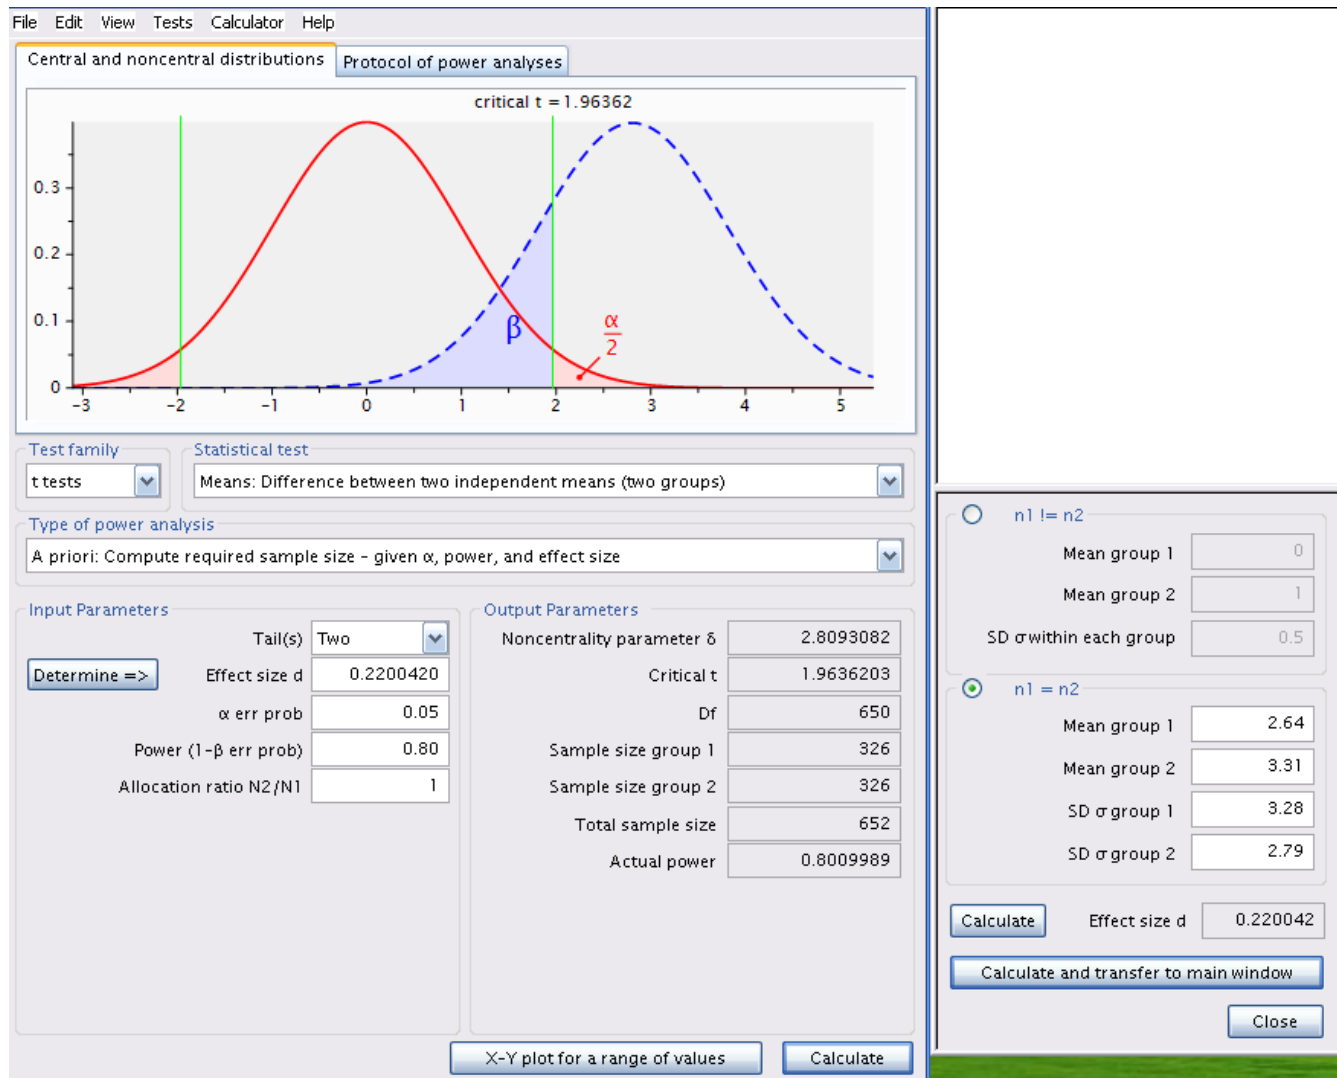 File Edit View Tests Calculator Help
Central and noncentral distributions
Protocol of power analyses
critical t = 1.96362
0.3
0.2
0.1
0
β
α
2
-3 -2 -1 0 1 2 3 4 5
Test family
Statistical test
t tests
Means: Difference between two independent means (two groups)
Type of power analysis
A priori: Compute required sample size – given α, power, and effect size
Input Parameters
Tail(s) Two
Determine => Effect size d 0.2200420
α err prob 0.05
Power (1-β err prob) 0.80
Allocation ratio N2/N1 1
Output Parameters
Noncentrality parameter δ 2.8093082
Critical t 1.9636203
Df 650
Sample size group 1 326
Sample size group 2 326
Total sample size 652
Actual power 0.8009989
X-Y plot for a range of values
Calculate
n1 != n2
Mean group 1 0
Mean group 2 1
SD σ within each group 0.5
n1 = n2
Mean group 1 2.64
Mean group 2 3.31
SD σ group 1 3.28
SD σ group 2 2.79
Calculate Effect size d 0.220042
Calculate and transfer to main window
Close